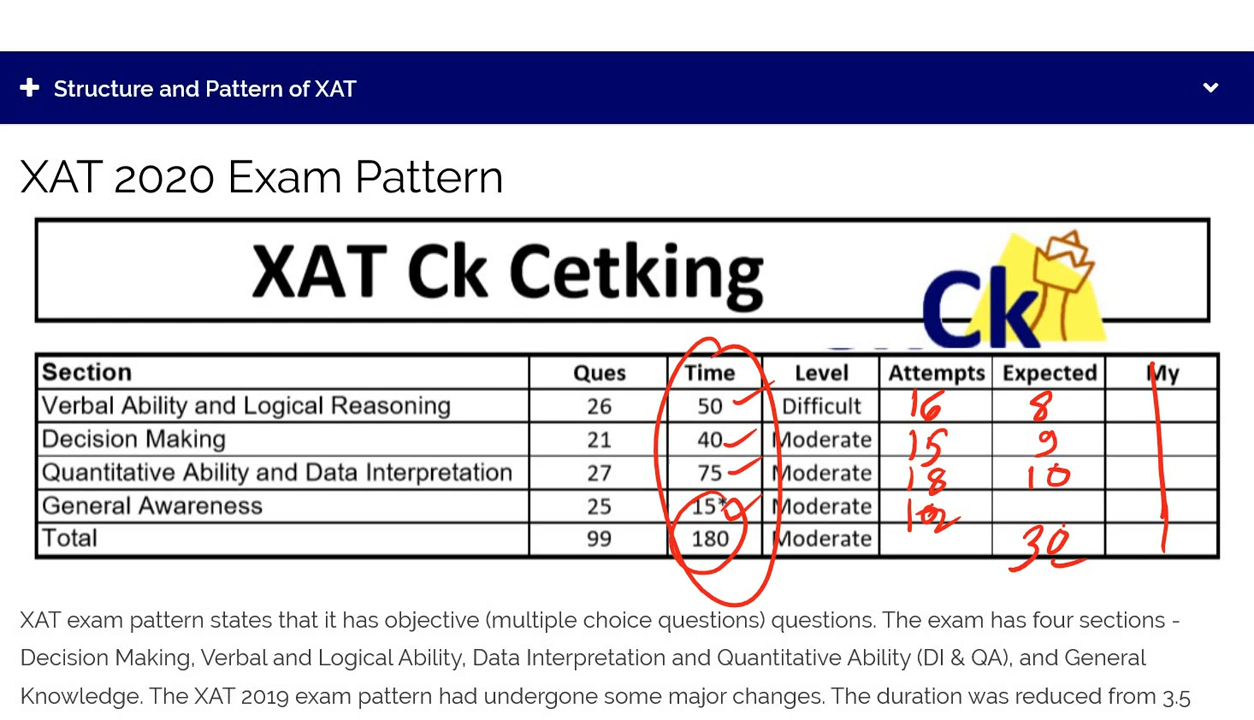 Structure and Pattern of XAT
XAT 2020 Exam Pattern
XAT Ck Cetking
Ck
Section Ques Time Level Attempts Expected My
Verbal Ability and Logical Reasoning 26 50 Difficult 16 8
Decision Making 21 40 Moderate 15 9
Quantitative Ability and Data Interpretation 27 75 Moderate 18 10
General Awareness 25 15* Moderate
Total 99 180 Moderate 30
XAT exam pattern states that it has objective (multiple choice questions) questions. The exam has four sections -
Decision Making, Verbal and Logical Ability, Data Interpretation and Quantitative Ability (DI & QA), and General
Knowledge. The XAT 2019 exam pattern had undergone some major changes. The duration was reduced from 3.5